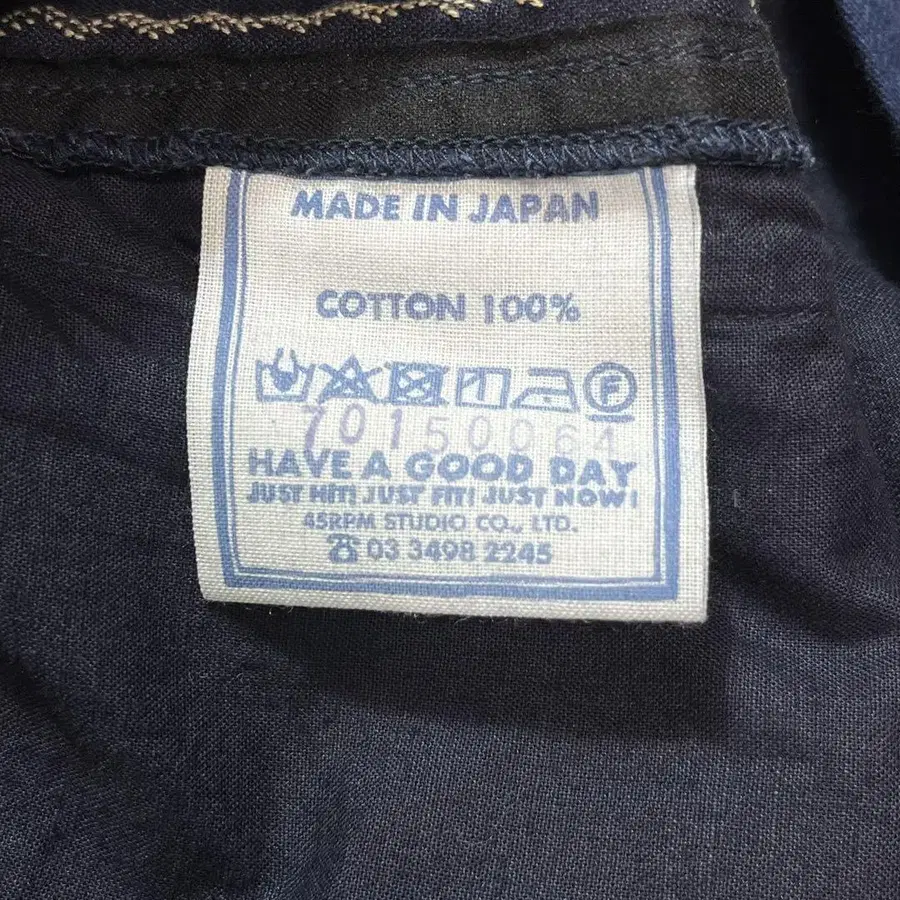 MADE IN JAPAN
COTTON 100%
F
70150064
HAVE A GOOD DAY
JUST HIT! JUST FIT! JUST NOW!
45RPM STUDIO CO., LTD.
☎ 03 3498 2245